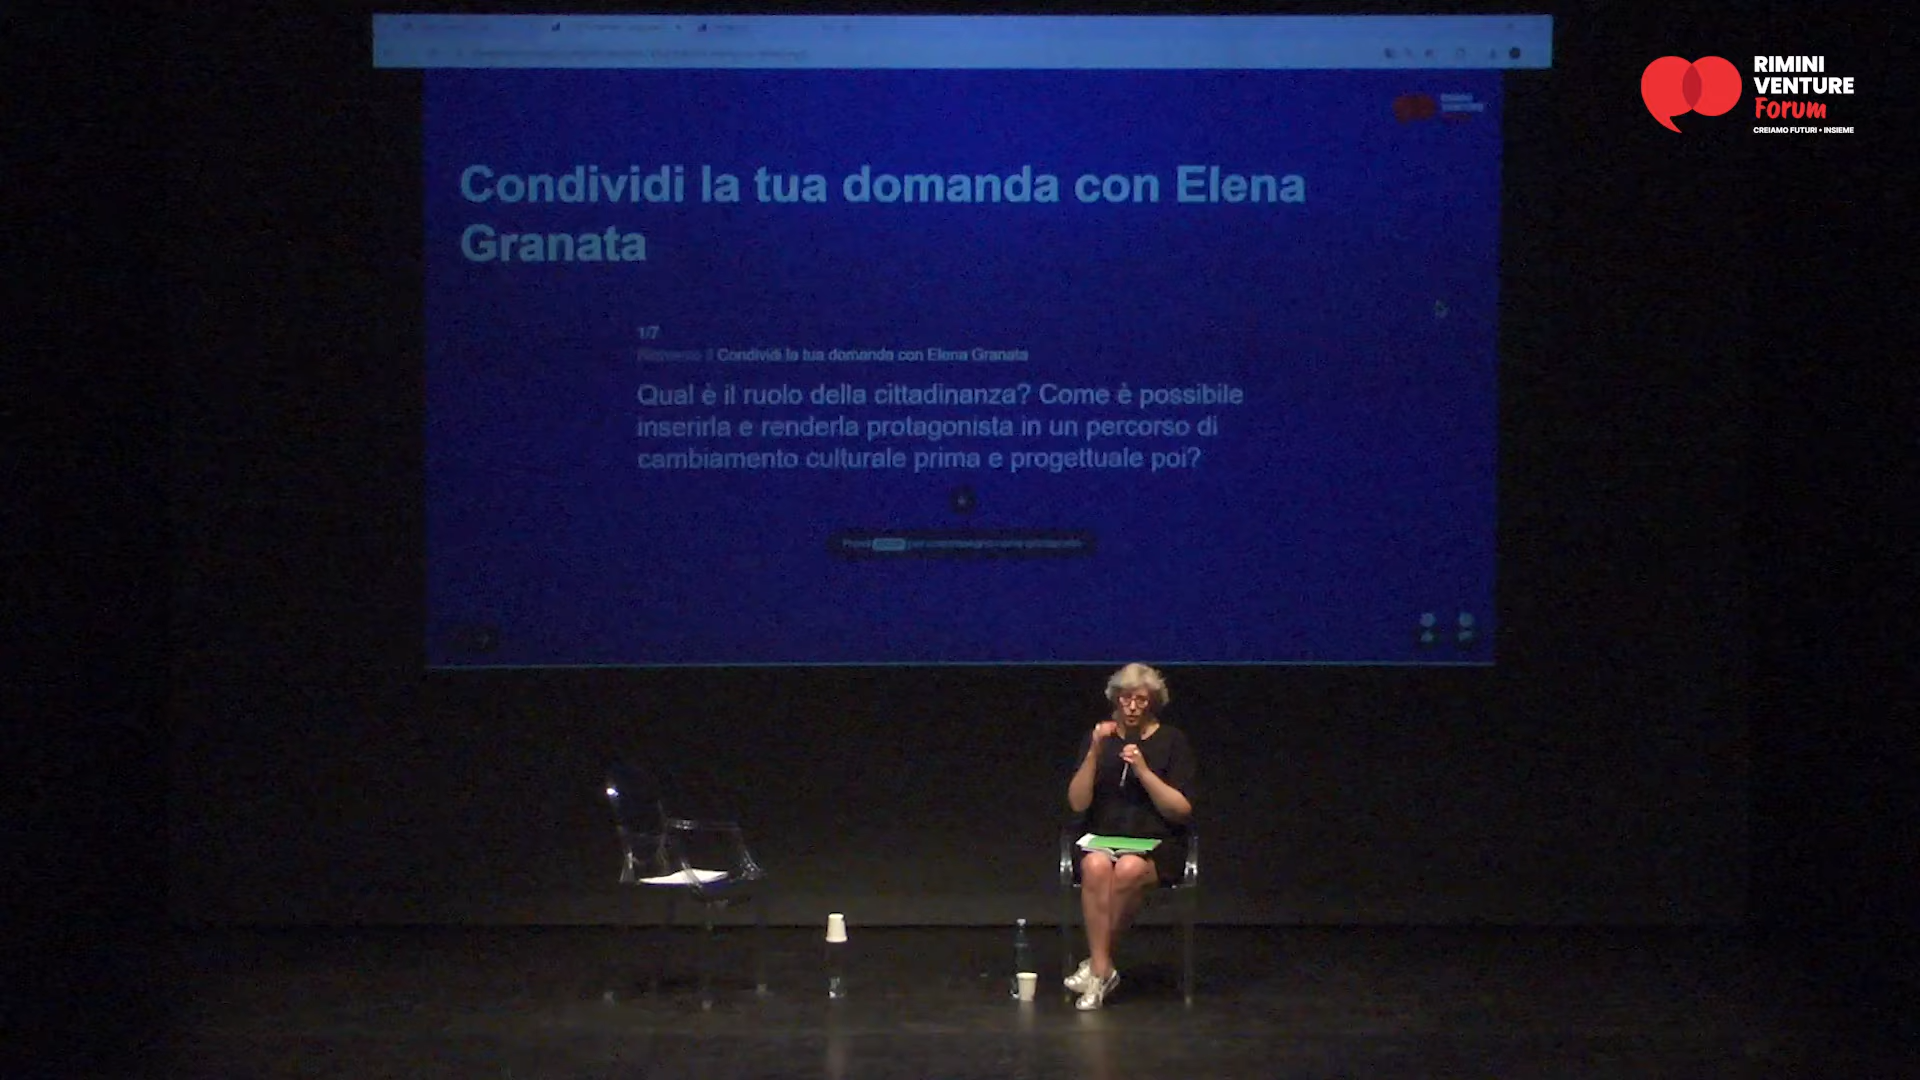 RIMINI
VENTURE
Forum
CREIAMO FUTURI • INSIEME
RIMINI
VENTURE
Condividi la tua domanda con Elena
Granata
1/7
Condividi la tua domanda con Elena Granata
Qual è il ruolo della cittadinanza? Come è possibile
inserirla e renderla protagonista in un percorso di
cambiamento culturale prima e progettuale poi?